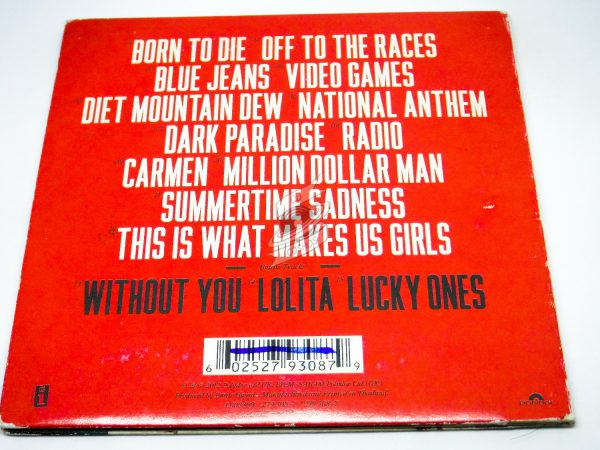 BORN TO DIE OFF TO THE RACES
BLUE JEANS VIDEO GAMES
DIET MOUNTAIN DEW NATIONAL ANTHEM
DARK PARADISE RADIO
CARMEN MILLION DOLLAR MAN
SUMMERTIME SADNESS
THIS IS WHAT MAKES US GIRLS
Bonus Tracks
WITHOUT YOU LOLITA LUCKY ONES
6 02527 93087 9